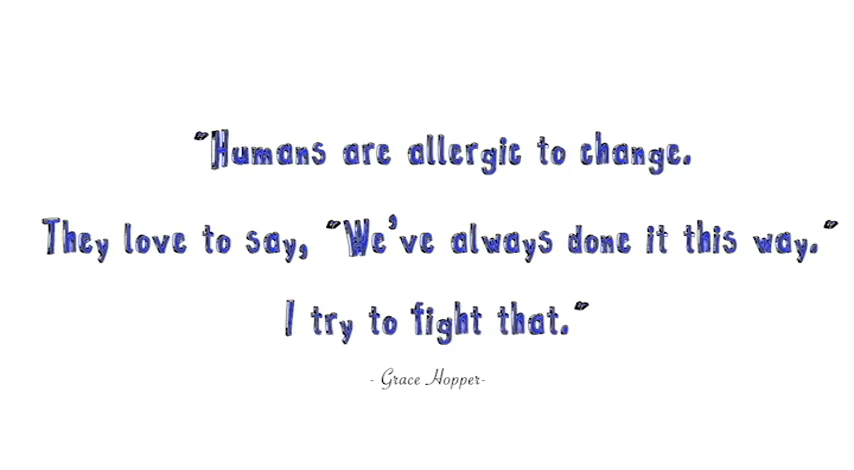 "Humans are allergic to change.
They love to say, "We've always done it this way."
I try to fight that."
- Grace Hopper-